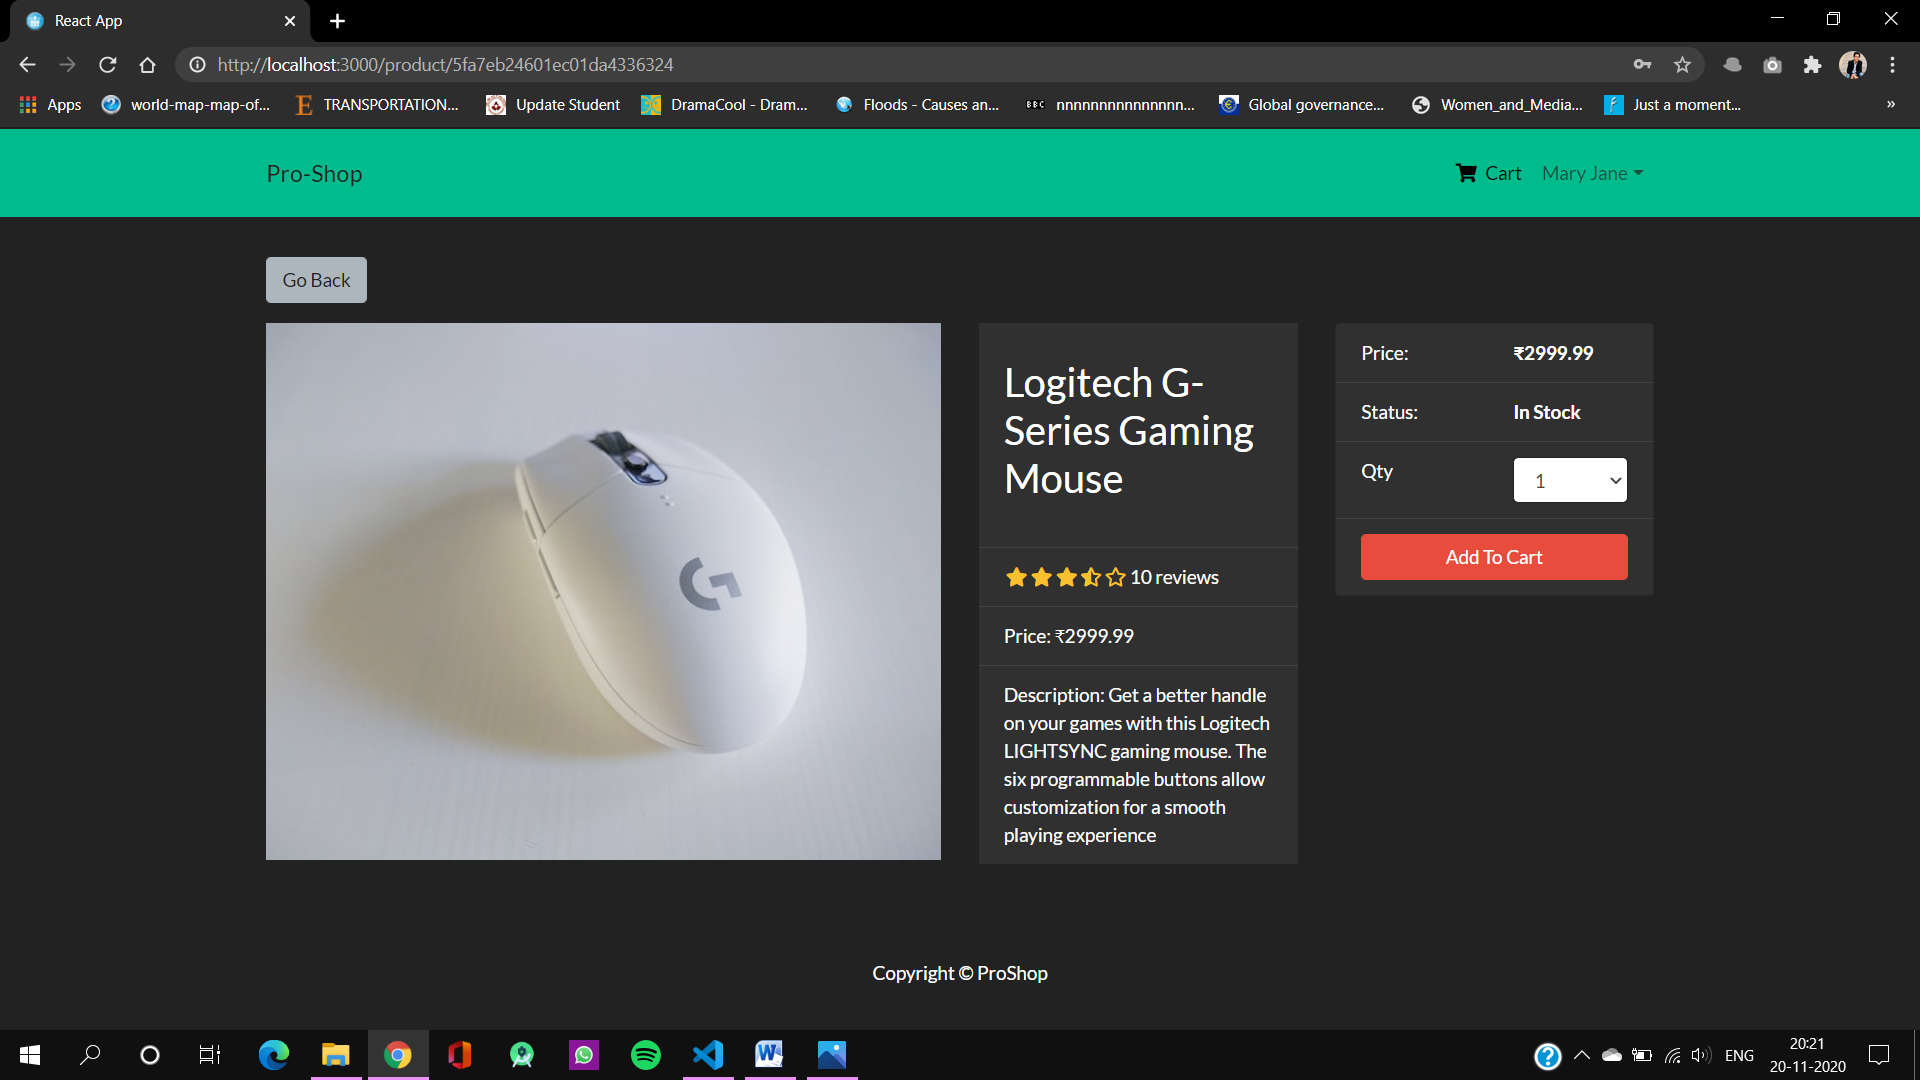 React App
http://localhost:3000/product/5fa7eb24601ec01da4336324
Apps world-map-map-of... TRANSPORTATION... Update Student DramaCool - Dram... Floods - Causes an... BBC nnnnnnnnnnnnnnn... Global governance... Women_and_Media... Just a moment... »
Pro-Shop Cart Mary Jane
Go Back
Logitech G-
Series Gaming
Mouse
10 reviews
Price: ₹2999.99
Description: Get a better handle
on your games with this Logitech
LIGHTSYNC gaming mouse. The
six programmable buttons allow
customization for a smooth
playing experience
Price: ₹2999.99
Status: In Stock
Qty 1
Add To Cart
Copyright © ProShop
ENG
20:21
20-11-2020